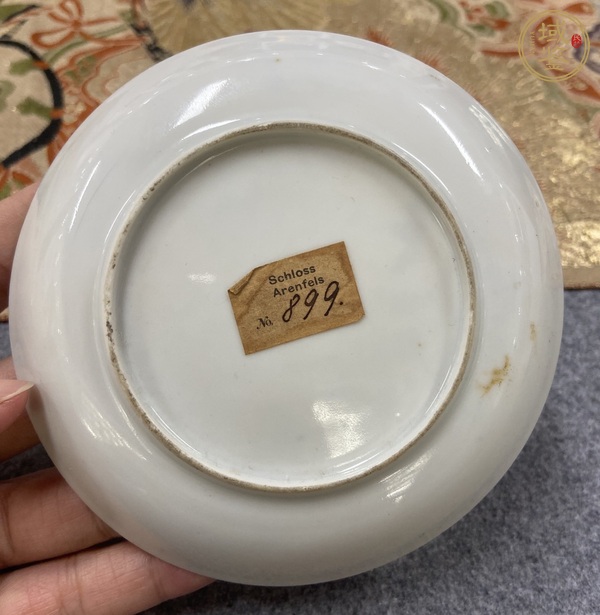 Schloss
Arenfels
No. 899.